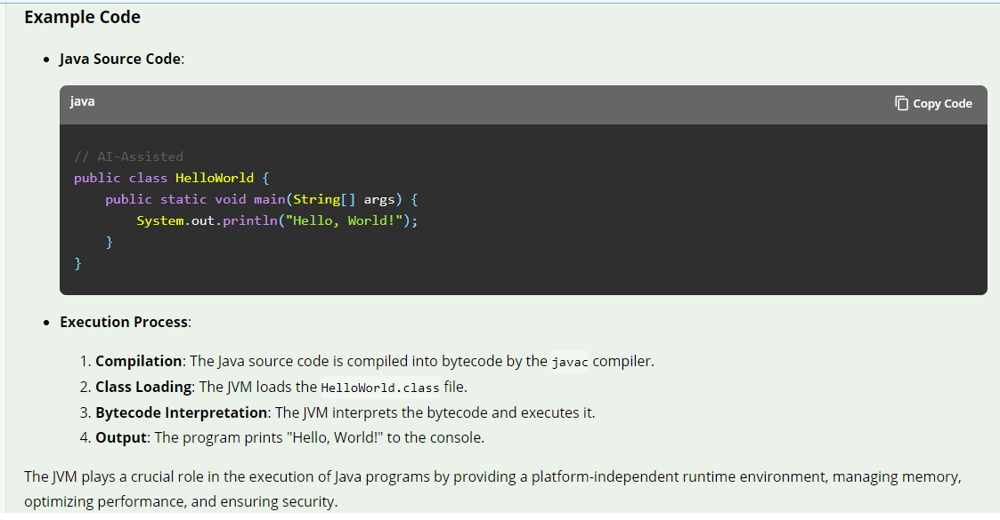 Example Code
• Java Source Code:
java
Copy Code
// AI-Assisted
public class HelloWorld {
    public static void main(String[] args) {
        System.out.println("Hello, World!");
    }
}
• Execution Process:
1. Compilation: The Java source code is compiled into bytecode by the javac compiler.
2. Class Loading: The JVM loads the HelloWorld.class file.
3. Bytecode Interpretation: The JVM interprets the bytecode and executes it.
4. Output: The program prints "Hello, World!" to the console.
The JVM plays a crucial role in the execution of Java programs by providing a platform-independent runtime environment, managing memory,
optimizing performance, and ensuring security.